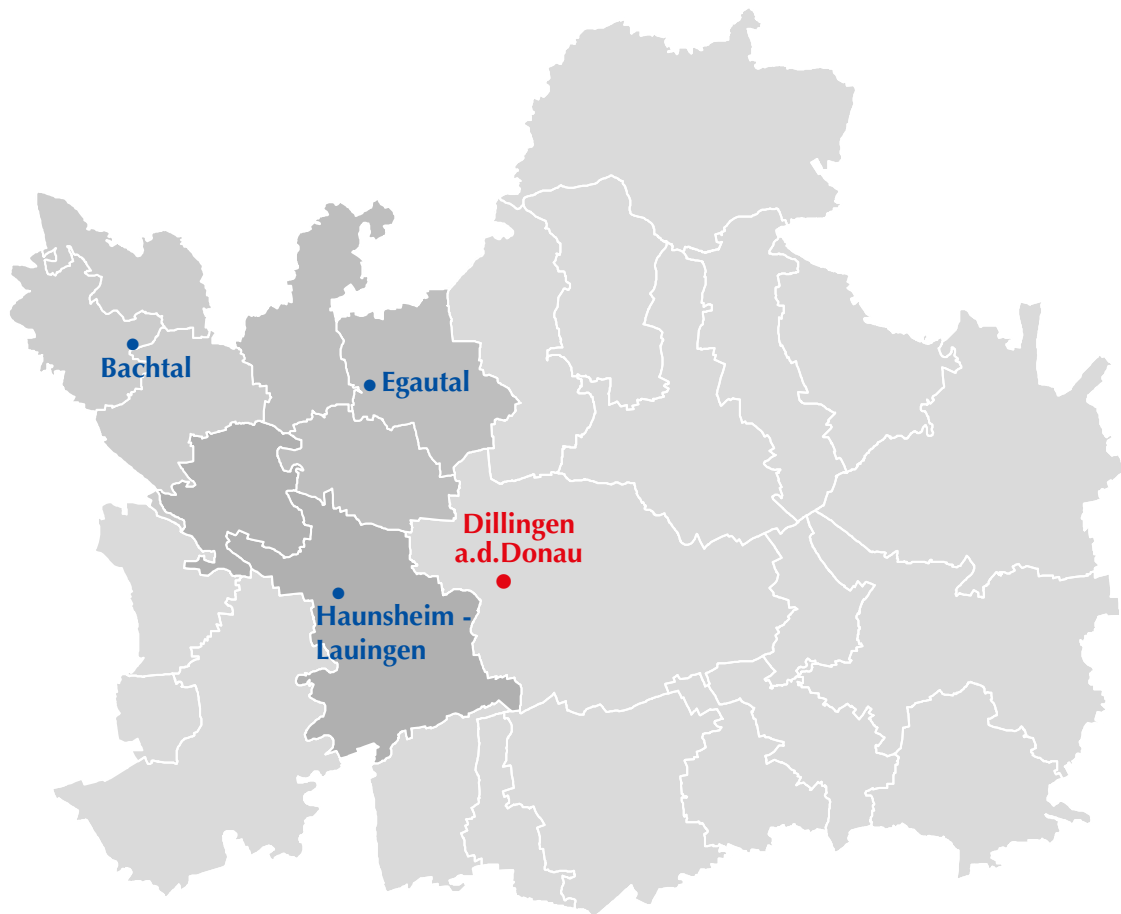 Bachtal
Egautal
Dillingen
a.d.Donau
Haunsheim -
Lauingen